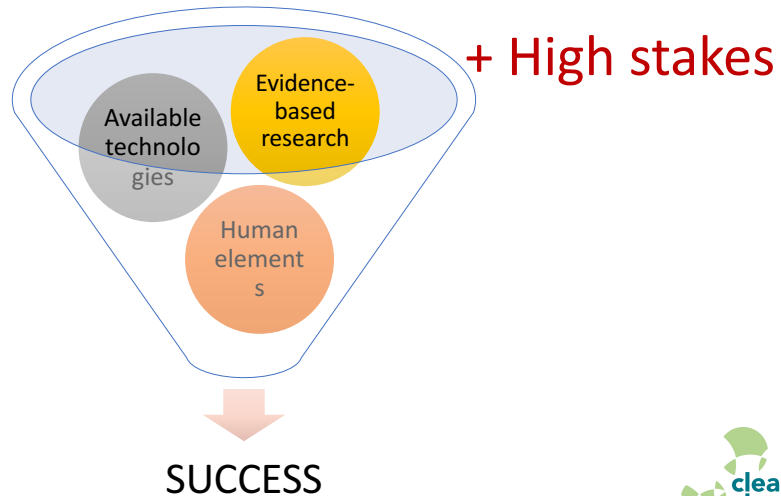 + High stakes
Evidence-
based
research
Available
technolo
gies
Human
element
s
SUCCESS
clea